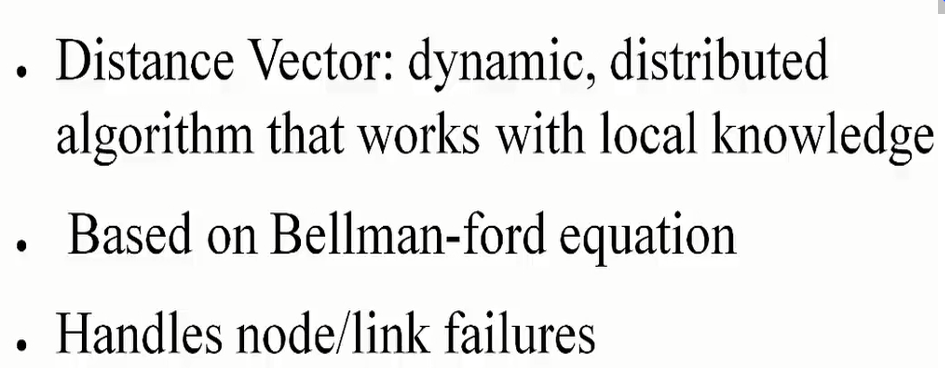 • Distance Vector: dynamic, distributed
algorithm that works with local knowledge
• Based on Bellman-ford equation
• Handles node/link failures